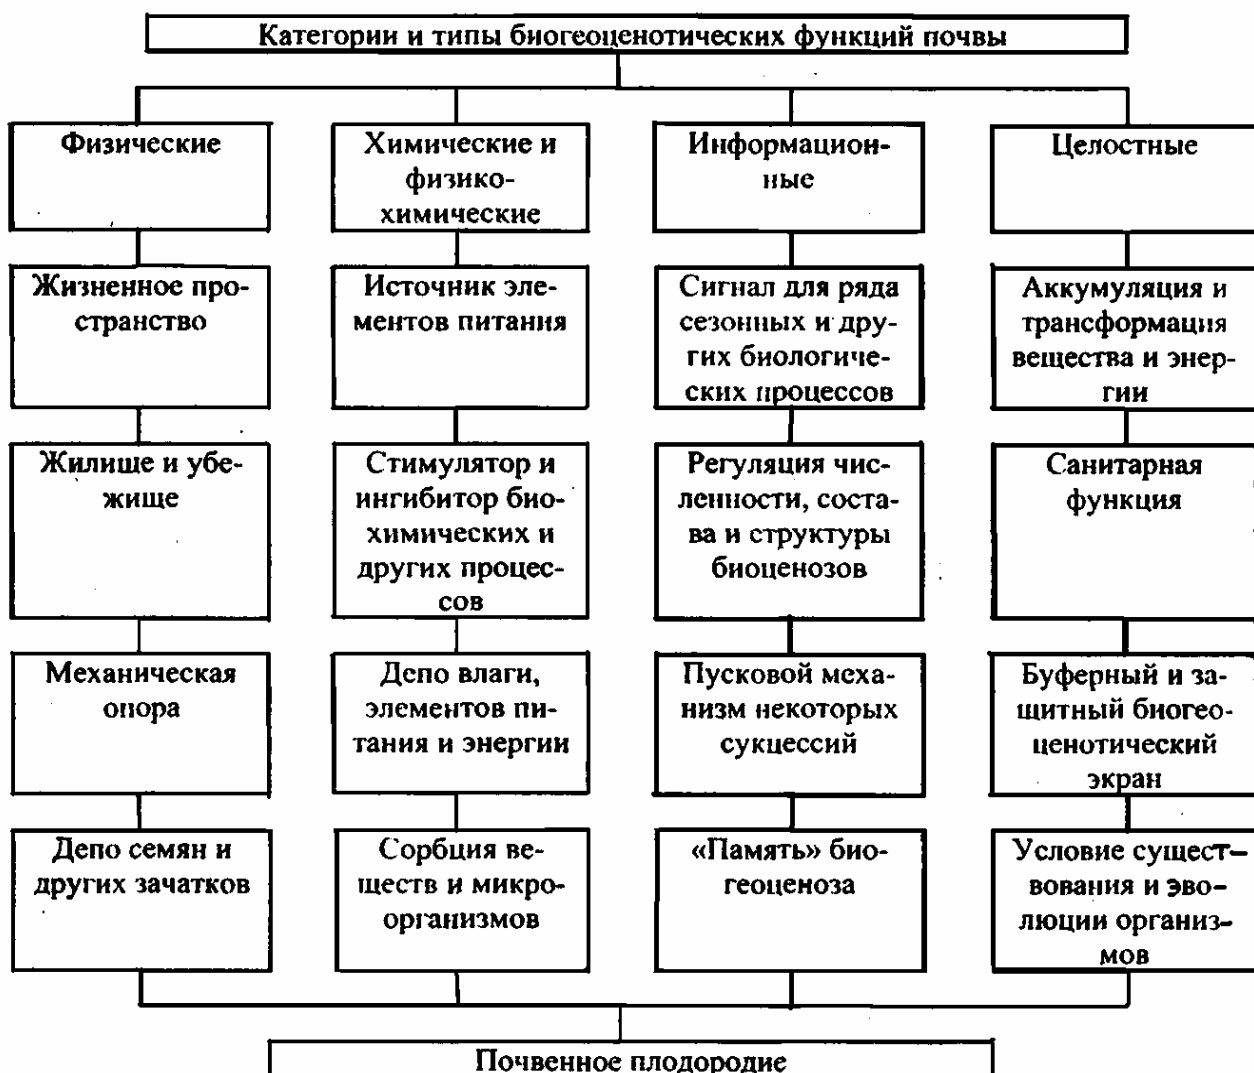 Категории и типы биогеоценотических функций почвы
Физические
Химические и
физико-
химические
Информацион-
ные
Целостные
Жизненное про-
странство
Источник эле-
ментов питания
Сигнал для ряда
сезонных и дру-
гих биологиче-
ских процессов
Аккумуляция и
трансформация
вещества и энер-
гии
Жилище и убе-
жище
Стимулятор и
ингибитор био-
химических и
других процес-
сов
Регуляция чис-
ленности, соста-
ва и структуры
биоценозов
Санитарная
функция
Механическая
опора
Депо влаги,
элементов пи-
тания и энергии
Пусковой меха-
низм некоторых
сукцессий
Буферный и за-
щитный биогео-
ценотический
экран
Депо семян и
других зачатков
Сорбция ве-
ществ и микро-
организмов
«Память» био-
геоценоза
Условие сущест-
вования и эво-
люции организ-
мов
Почвенное плодородие